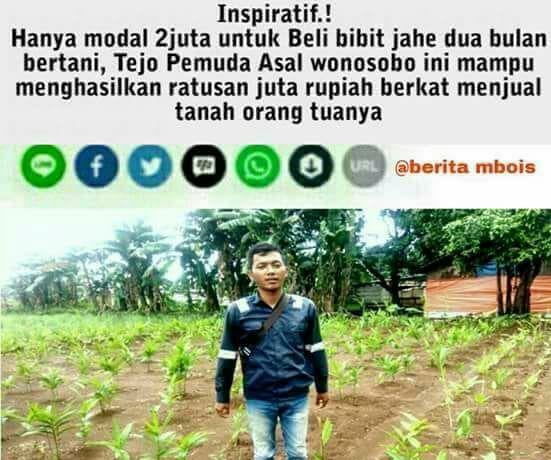 Inspiratif.!
Hanya modal 2juta untuk Beli bibit jahe dua bulan
bertani, Tejo Pemuda Asal wonosobo ini mampu
menghasilkan ratusan juta rupiah berkat menjual
tanah orang tuanya
LINE URL @berita mbois